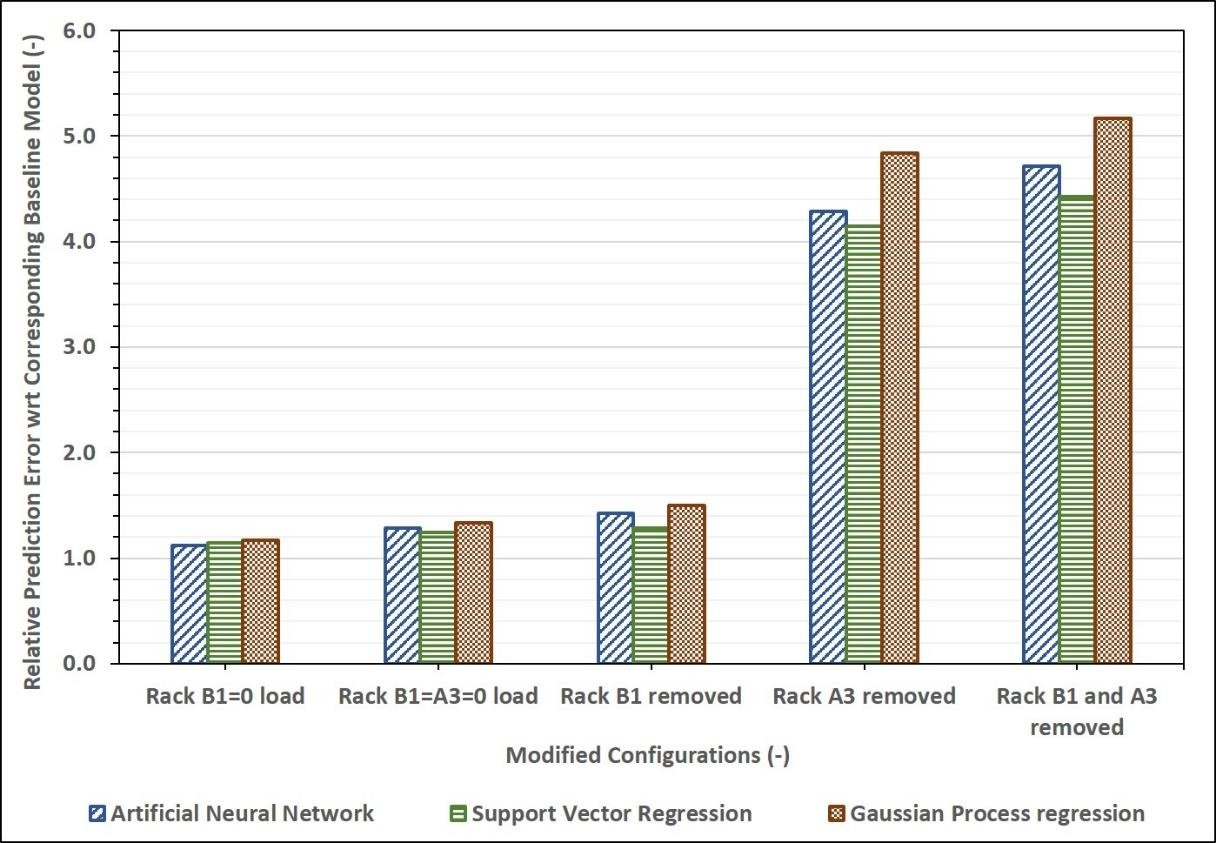 Relative Prediction Error wrt Corresponding Baseline Model (-)
6.0
5.0
4.0
3.0
2.0
1.0
0.0
Rack B1=0 load
Rack B1=A3=0 load
Rack B1 removed
Rack A3 removed
Rack B1 and A3
removed
Modified Configurations (-)
Artificial Neural Network
Support Vector Regression
Gaussian Process regression